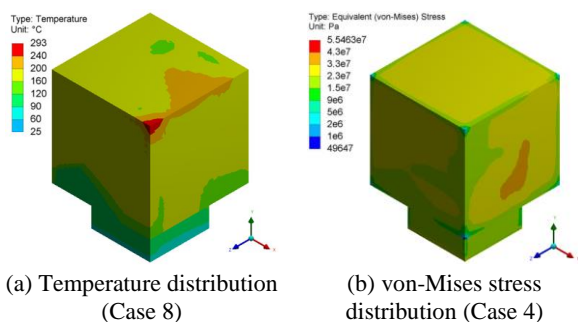 Type: Temperature
Unit: °C
293
240
200
160
120
90
60
25
Y
Z
X
(a) Temperature distribution
(Case 8)
Type: Equivalent (von-Mises) Stress
Unit: Pa
5.5463e7
4.3e7
3.3e7
2.3e7
1.5e7
9e6
5e6
2e6
1e6
49647
Y
Z
X
(b) von-Mises stress
distribution (Case 4)